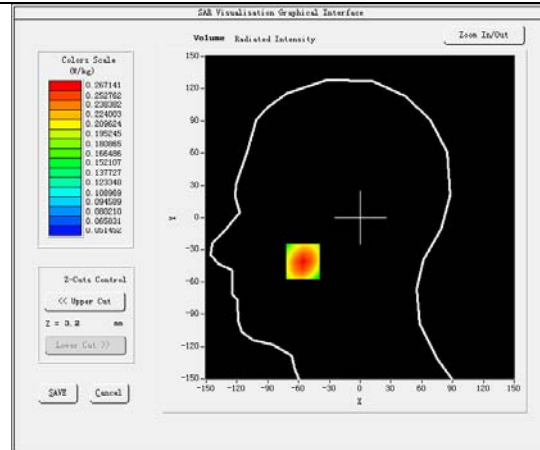 SAR Visualisation Graphical Interface
Volume Radiated Intensity
Zoom In/Out
Colors Scale
(W/kg)
0.267141
0.252762
0.238382
0.224003
0.209624
0.195245
0.180865
0.166486
0.152107
0.137727
0.123348
0.108969
0.094589
0.080210
0.065831
0.051452
Z-Cuts Control
<< Upper Cut
Z = 3.2 mm
Lower Cut >>
SAVE
Cancel
150-
120-
90-
60-
30-
0-
-30-
-60-
-90-
-120-
-150-
Y
-150 -120 -90 -60 -30 0 30 60 90 120 150
X